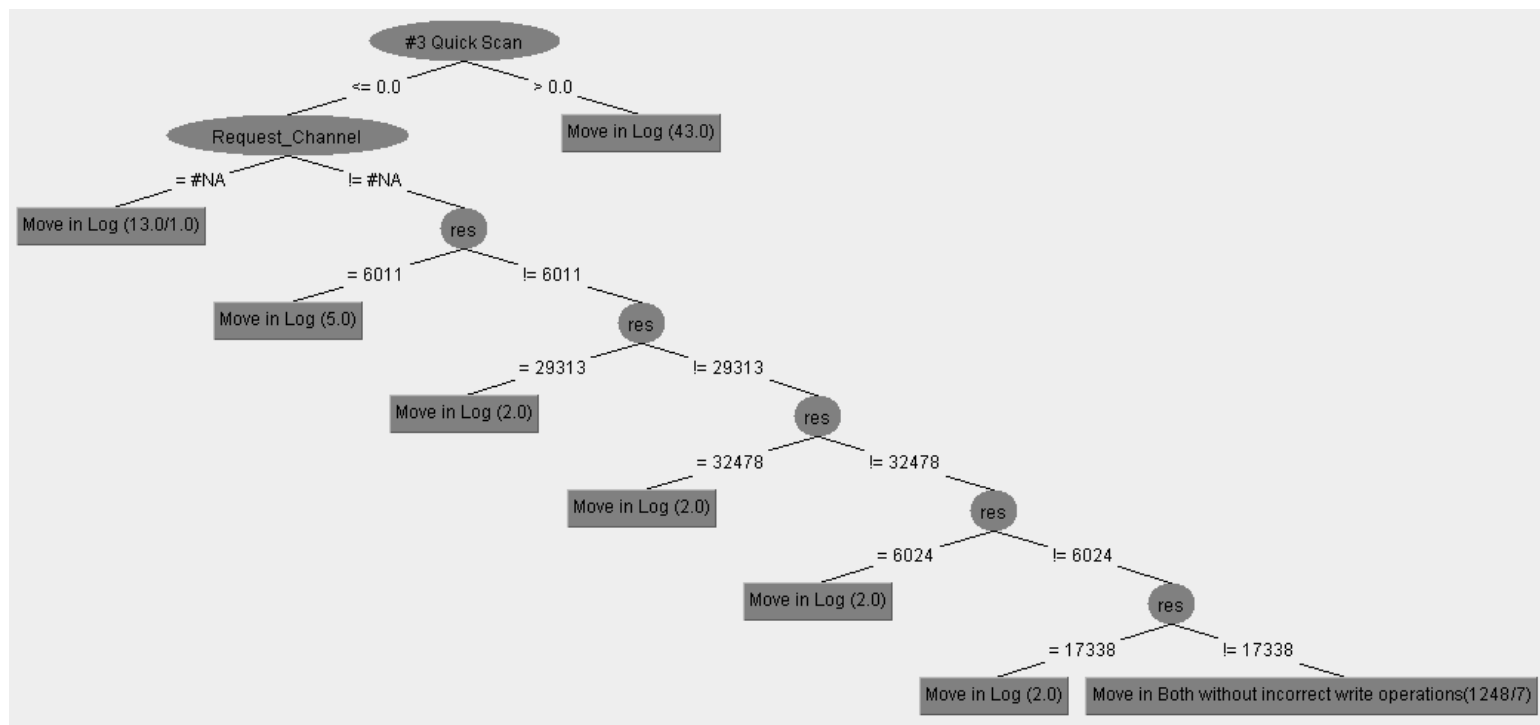 #3 Quick Scan
<= 0.0
> 0.0
Request_Channel
Move in Log (43.0)
= #NA
!= #NA
Move in Log (13.0/1.0)
res
= 6011
!= 6011
Move in Log (5.0)
res
= 29313
!= 29313
Move in Log (2.0)
res
= 32478
!= 32478
Move in Log (2.0)
res
= 6024
!= 6024
Move in Log (2.0)
res
= 17338
!= 17338
Move in Log (2.0)
Move in Both without incorrect write operations(1248/7)